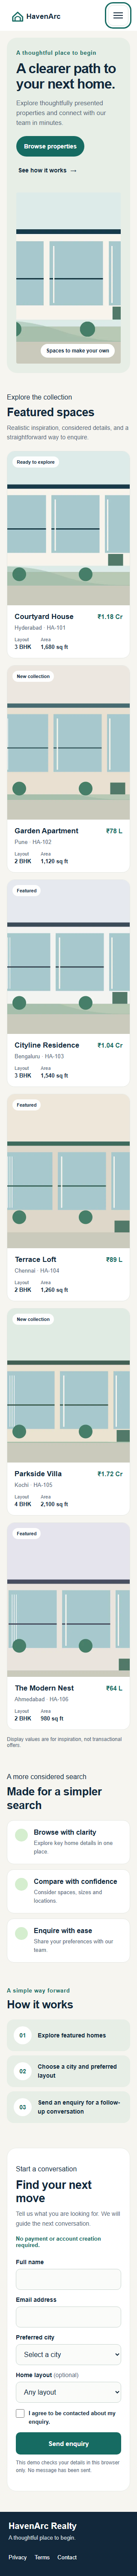 HavenArc
A thoughtful place to begin
A clearer path to
your next home.
Explore thoughtfully presented
properties and connect with our
team in minutes.
Browse properties
See how it works →
Spaces to make your own
Explore the collection
Featured spaces
Realistic inspiration, considered details, and a
straightforward way to enquire.
Ready to explore
Courtyard House ₹1.18 Cr
Hyderabad · HA-101
Layout Area
3 BHK 1,680 sq ft
New collection
Garden Apartment ₹78 L
Pune · HA-102
Layout Area
2 BHK 1,120 sq ft
Featured
Cityline Residence ₹1.04 Cr
Bengaluru · HA-103
Layout Area
3 BHK 1,540 sq ft
Featured
Terrace Loft ₹89 L
Chennai · HA-104
Layout Area
2 BHK 1,260 sq ft
New collection
Parkside Villa ₹1.72 Cr
Kochi · HA-105
Layout Area
4 BHK 2,100 sq ft
Featured
The Modern Nest ₹64 L
Ahmedabad · HA-106
Layout Area
2 BHK 980 sq ft
Display values are for inspiration, not transactional
offers.
A more considered search
Made for a simpler
search
Browse with clarity
Explore key home details in one
place.
Compare with confidence
Consider spaces, sizes and
locations.
Enquire with ease
Share your preferences with our
team.
A simple way forward
How it works
01 Explore featured homes
02 Choose a city and preferred
layout
03 Send an enquiry for a follow-
up conversation
Start a conversation
Find your next
move
Tell us what you are looking for. We will
guide the next conversation.
No payment or account creation
required.
Full name
Email address
Preferred city
Select a city
Home layout (optional)
Any layout
I agree to be contacted about my
enquiry.
Send enquiry
This demo checks your details in this browser
only. No message has been sent.
HavenArc Realty
A thoughtful place to begin.
Privacy Terms Contact